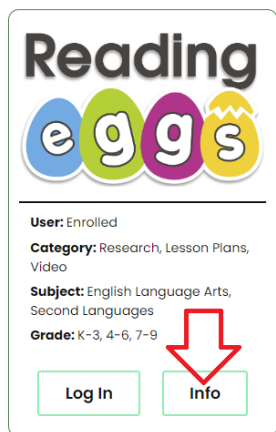 Reading
eggs
User: Enrolled
Category: Research, Lesson Plans,
Video
Subject: English Language Arts,
Second Languages
Grade: K-3, 4-6, 7-9
Log In Info